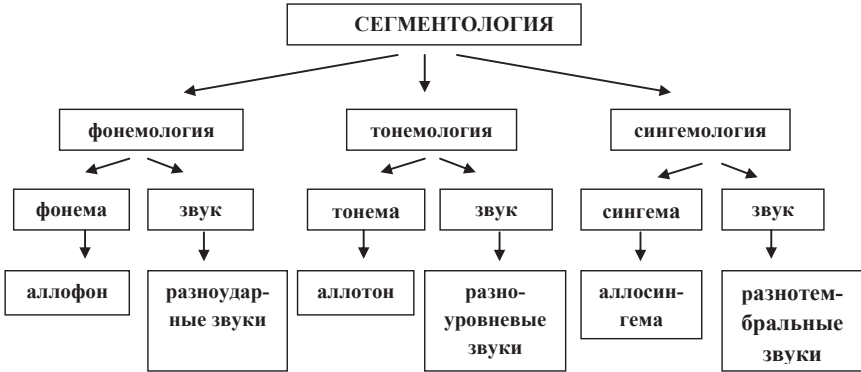 СЕГМЕНТОЛОГИЯ
фонемология
тонемология
сингемология
фонема
звук
тонема
звук
сингема
звук
аллофон
разноудар-
ные звуки
аллотон
разно-
уровневые
звуки
аллосин-
гема
разнотем-
бральные
звуки